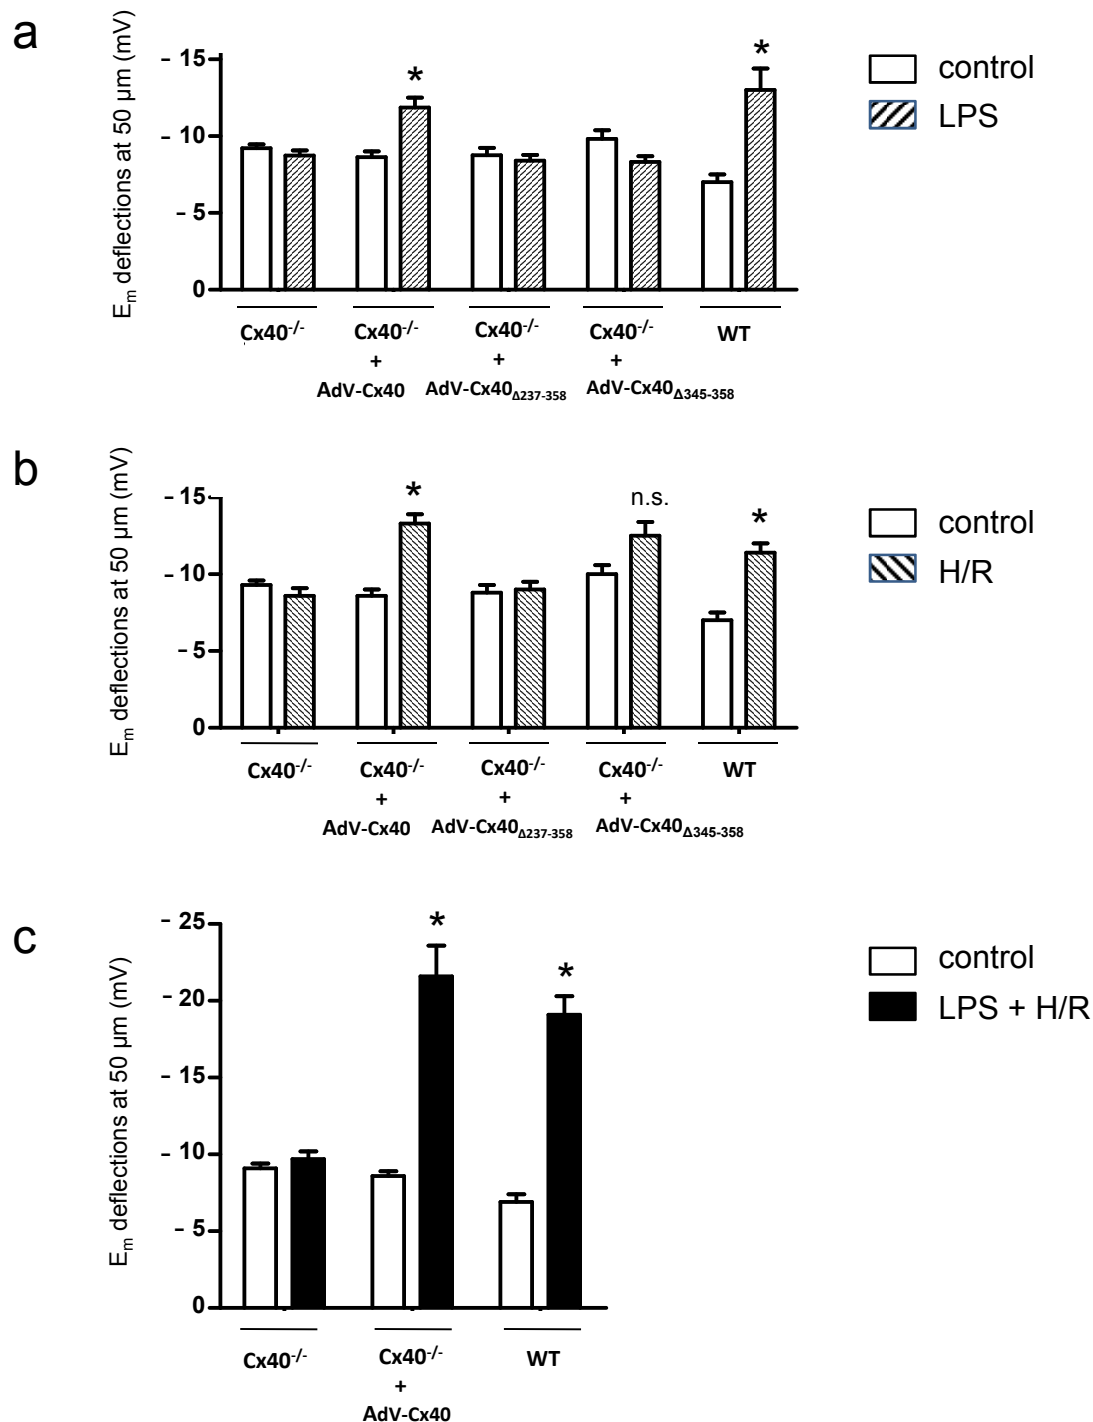 a
Em deflections at 50 µm (mV)
- 15
- 10
- 5
0
*
*
control
LPS
Cx40-/-
Cx40-/-
+
AdV-Cx40
Cx40-/-
+
AdV-Cx40Δ237-358
Cx40-/-
+
AdV-Cx40Δ345-358
WT
b
Em deflections at 50 µm (mV)
- 15
- 10
- 5
0
*
n.s.
*
control
H/R
Cx40-/-
Cx40-/-
+
AdV-Cx40
Cx40-/-
+
AdV-Cx40Δ237-358
Cx40-/-
+
AdV-Cx40Δ345-358
WT
c
Em deflections at 50 µm (mV)
- 25
- 20
- 15
- 10
- 5
0
*
*
control
LPS + H/R
Cx40-/-
Cx40-/-
+
AdV-Cx40
WT